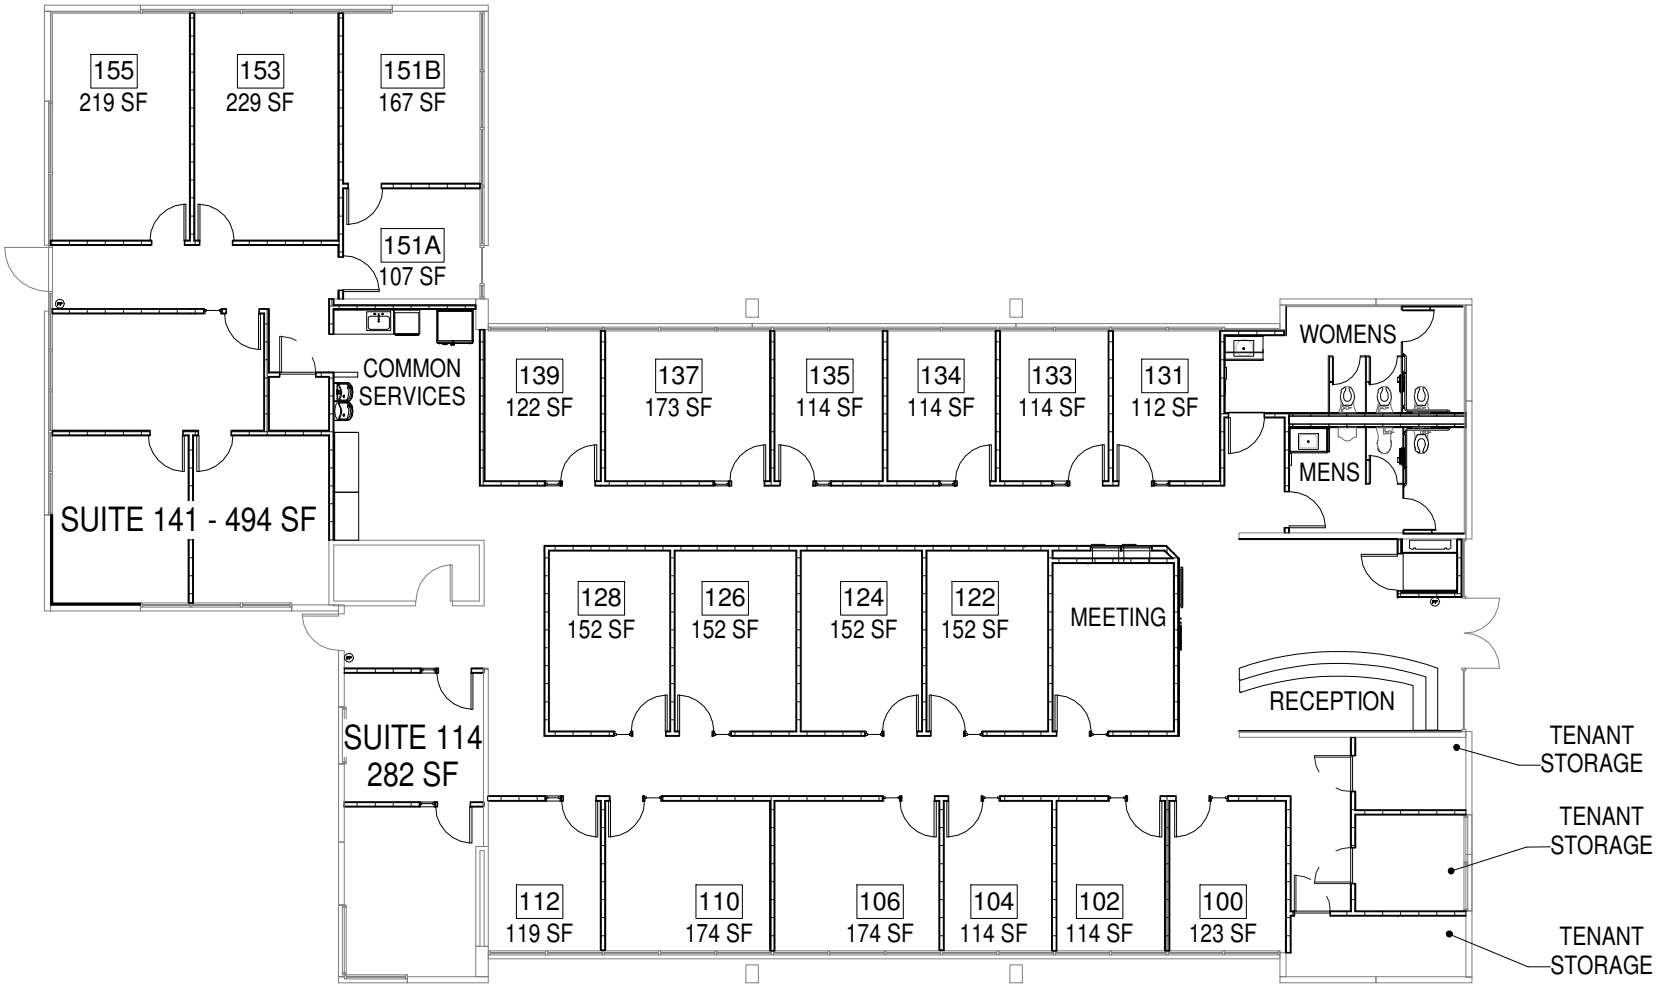 155
219 SF
153
229 SF
151B
167 SF
151A
107 SF
COMMON
SERVICES
139
122 SF
137
173 SF
135
114 SF
134
114 SF
133
114 SF
131
112 SF
WOMENS
MENS
SUITE 141 - 494 SF
128
152 SF
126
152 SF
124
152 SF
122
152 SF
MEETING
RECEPTION
SUITE 114
282 SF
TENANT
STORAGE
TENANT
STORAGE
112
119 SF
110
174 SF
106
174 SF
104
114 SF
102
114 SF
100
123 SF
TENANT
STORAGE